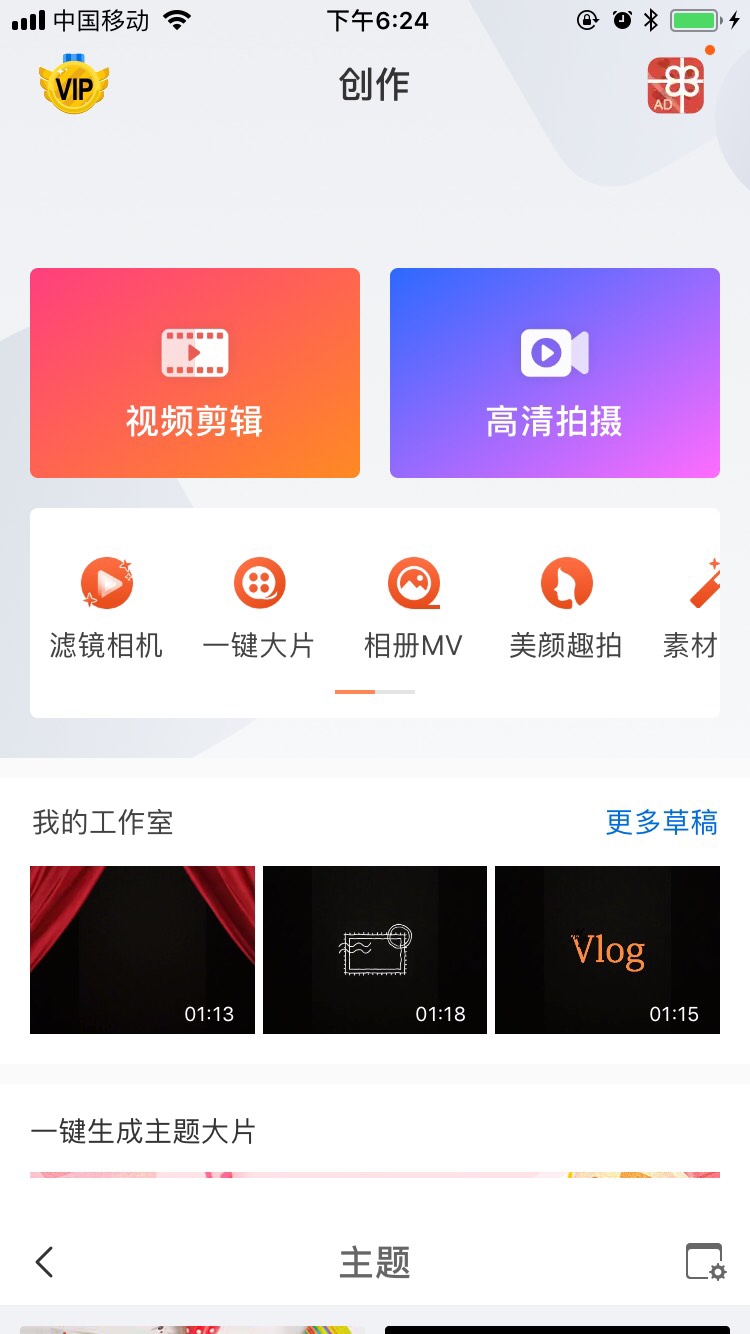 中国移动
下午6:24
VIP
创作
AD
视频剪辑
高清拍摄
滤镜相机
一键大片
相册MV
美颜趣拍
素材
我的工作室
更多草稿
01:13
01:18
Vlog
01:15
一键生成主题大片
主题